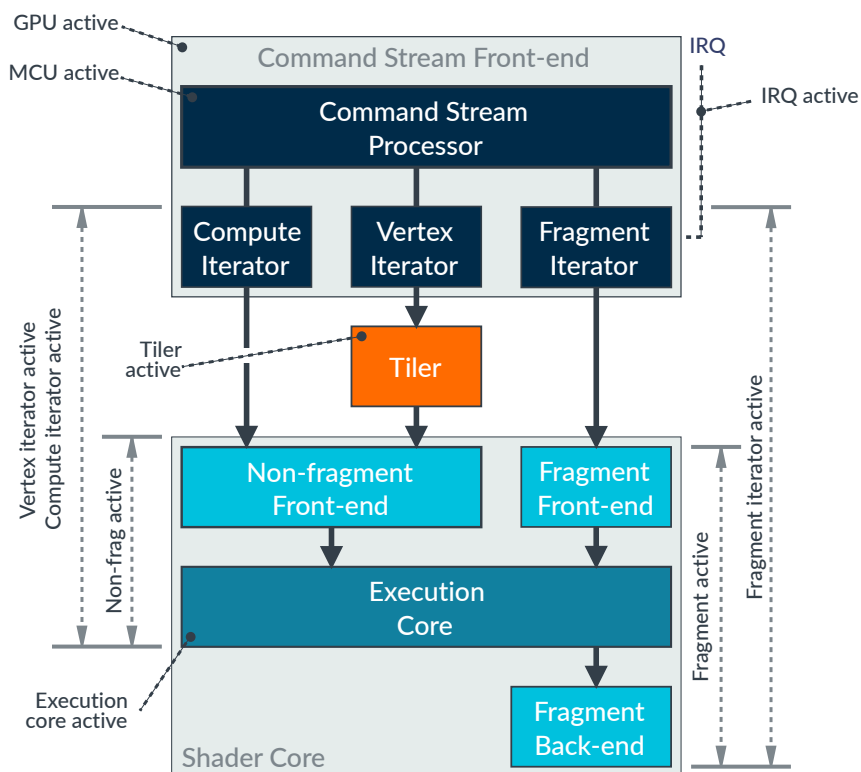 GPU active
Command Stream Front-end
IRQ
MCU active
IRQ active
Command Stream
Processor
Compute
Iterator
Vertex
Iterator
Fragment
Iterator
Tiler
active
Tiler
Vertex iterator active
Compute iterator active
Non-frag active
Non-fragment
Front-end
Fragment
Front-end
Fragment active
Fragment iterator active
Execution
Core
Execution
core active
Fragment
Back-end
Shader Core